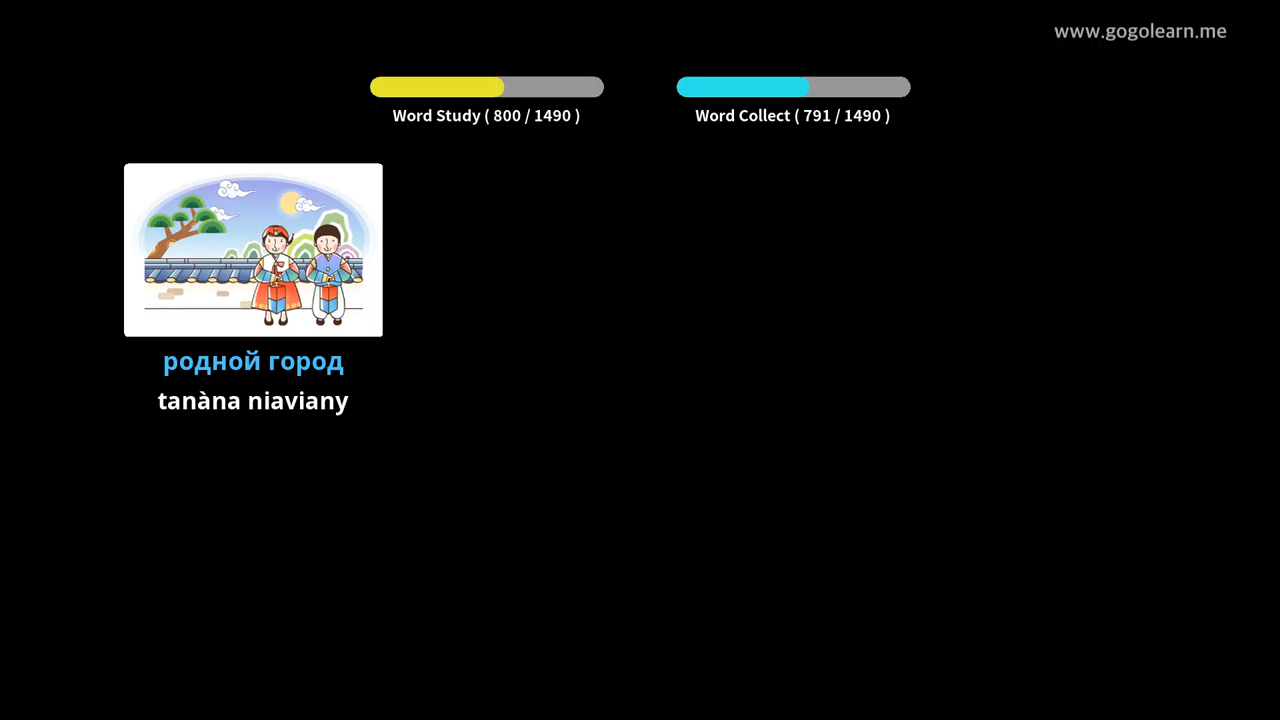 www.gogolearn.me
Word Study ( 800 / 1490 )
Word Collect ( 791 / 1490 )
родной город
tanàna niaviany